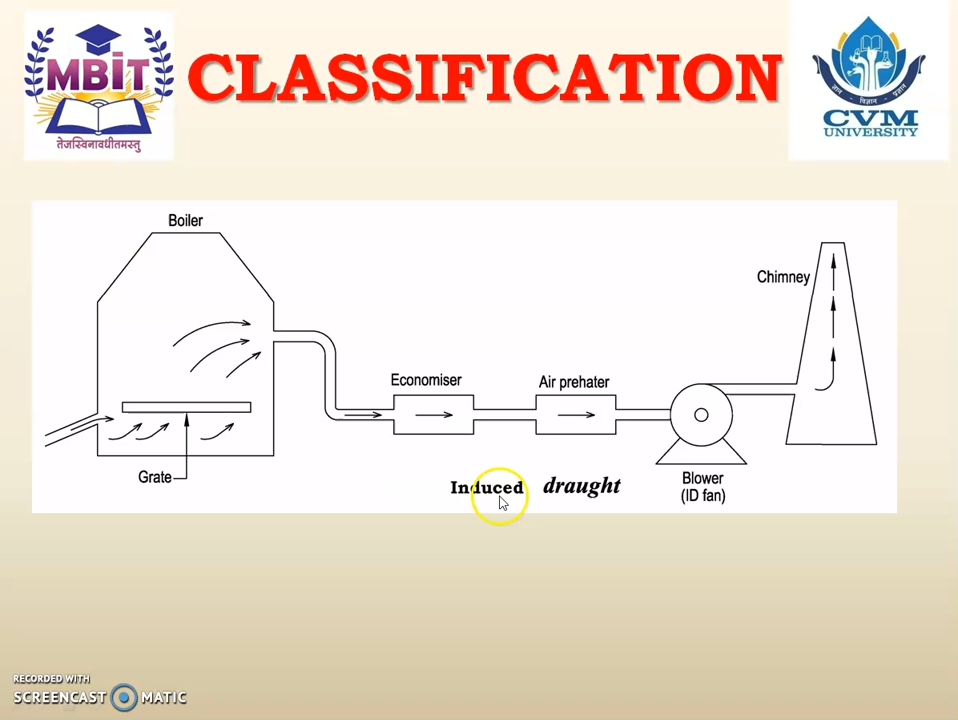 MBiT
तेजस्विनावधीतमस्तु
CLASSIFICATION
ज्ञान • विज्ञान • प्रज्ञान
CVM
UNIVERSITY
Boiler
Chimney
Economiser
Air prehater
Grate
Induced draught
Blower
(ID fan)
RECORDED WITH
SCREENCAST MATIC